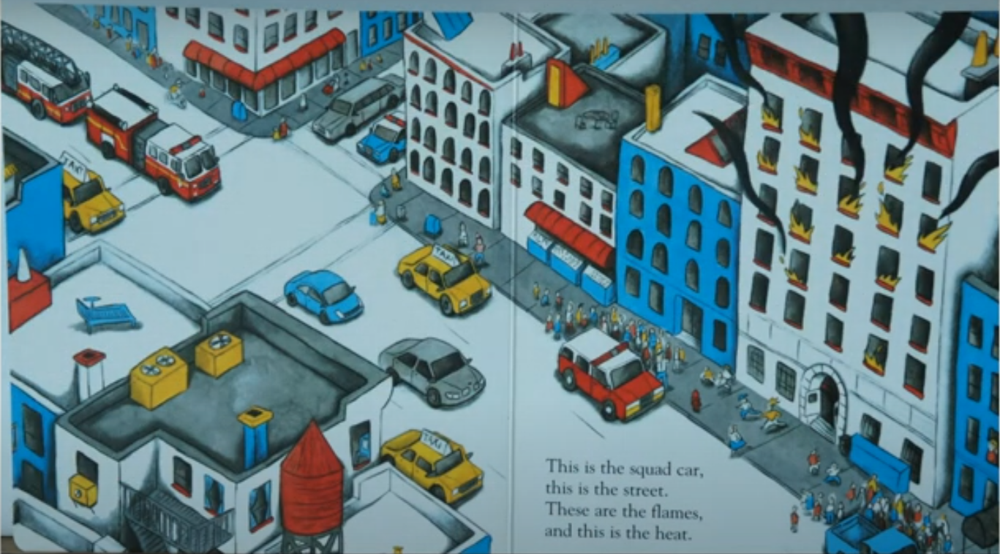 TAXI
TAXI
TAXI
This is the squad car,
this is the street.
These are the flames,
and this is the heat.